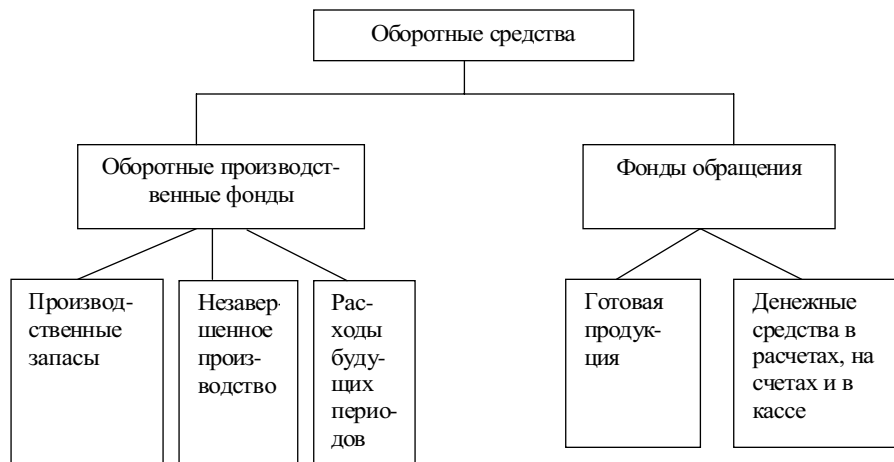 Оборотные средства
Оборотные производст-
венные фонды
Фонды обращения
Производ-
ственные
запасы
Незавер-
шенное
произ-
водство
Рас-
ходы
буду-
щих
перио-
дов
Готовая
продук-
ция
Денежные
средства в
расчетах, на
счетах и в
кассе